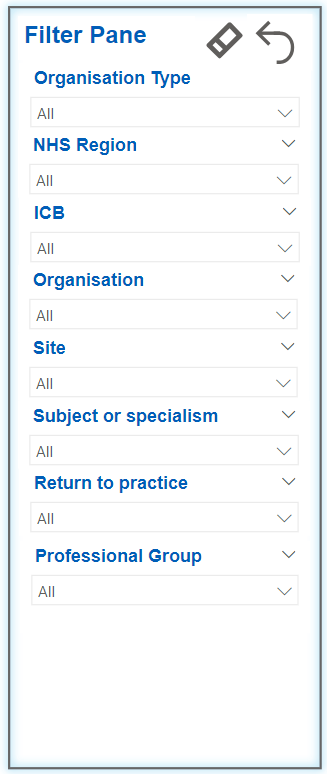 Filter Pane
Organisation Type
All
NHS Region
All
ICB
All
Organisation
All
Site
All
Subject or specialism
All
Return to practice
All
Professional Group
All